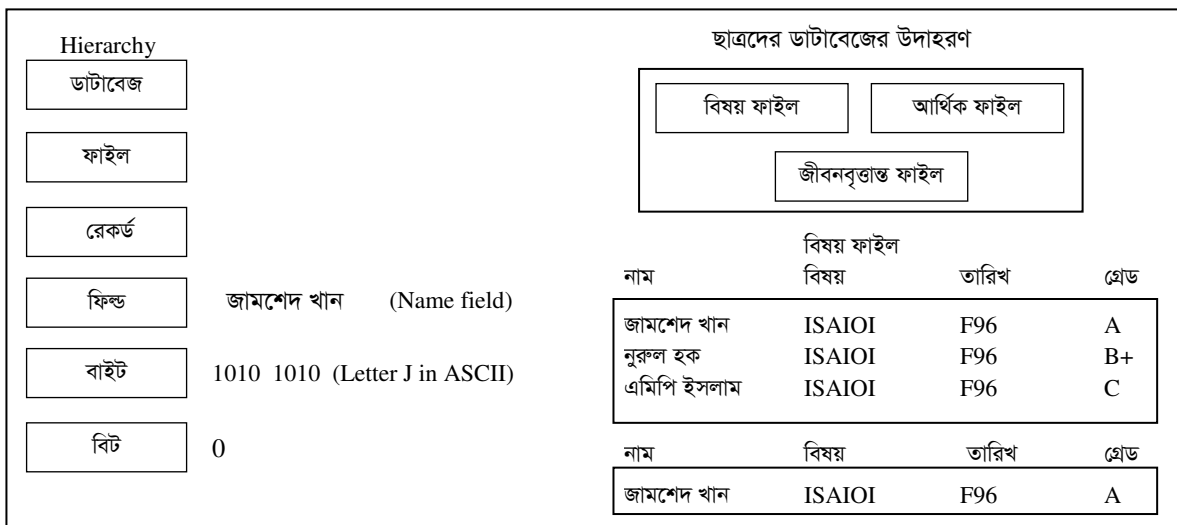 Hierarchy
ডাটাবেজ
ফাইল
রেকর্ড
ফিল্ড জামশেদ খান (Name field)
বাইট 1010 1010 (Letter J in ASCII)
বিট 0
ছাত্রদের ডাটাবেজের উদাহরণ
বিষয় ফাইল আর্থিক ফাইল
জীবনবৃত্তান্ত ফাইল
বিষয় ফাইল
নাম বিষয় তারিখ গ্রেড
জামশেদ খান ISAIOI F96 A
নুরুল হক ISAIOI F96 B+
এমিপি ইসলাম ISAIOI F96 C
নাম বিষয় তারিখ গ্রেড
জামশেদ খান ISAIOI F96 A